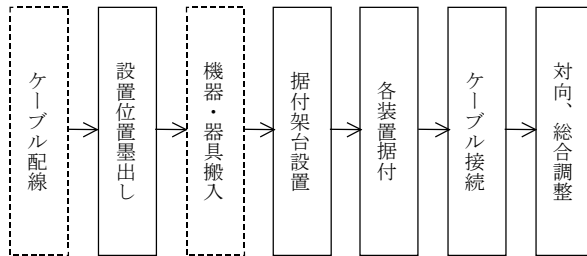 ケーブル配線
設置位置墨出し
機器・器具搬入
据付架台設置
各装置据付
ケーブル接続
対向、総合調整